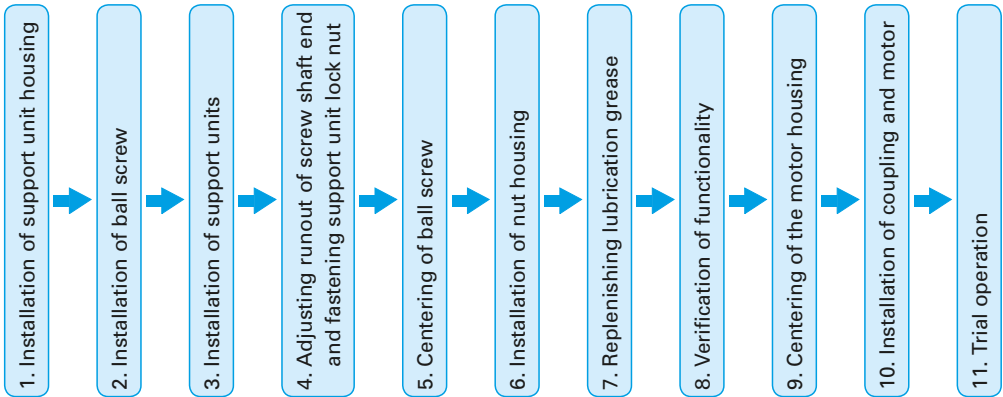 1. Installation of support unit housing
2. Installation of ball screw
3. Installation of support units
4. Adjusting runout of screw shaft end
and fastening support unit lock nut
5. Centering of ball screw
6. Installation of nut housing
7. Replenishing lubrication grease
8. Verification of functionality
9. Centering of the motor housing
10. Installation of coupling and motor
11. Trial operation